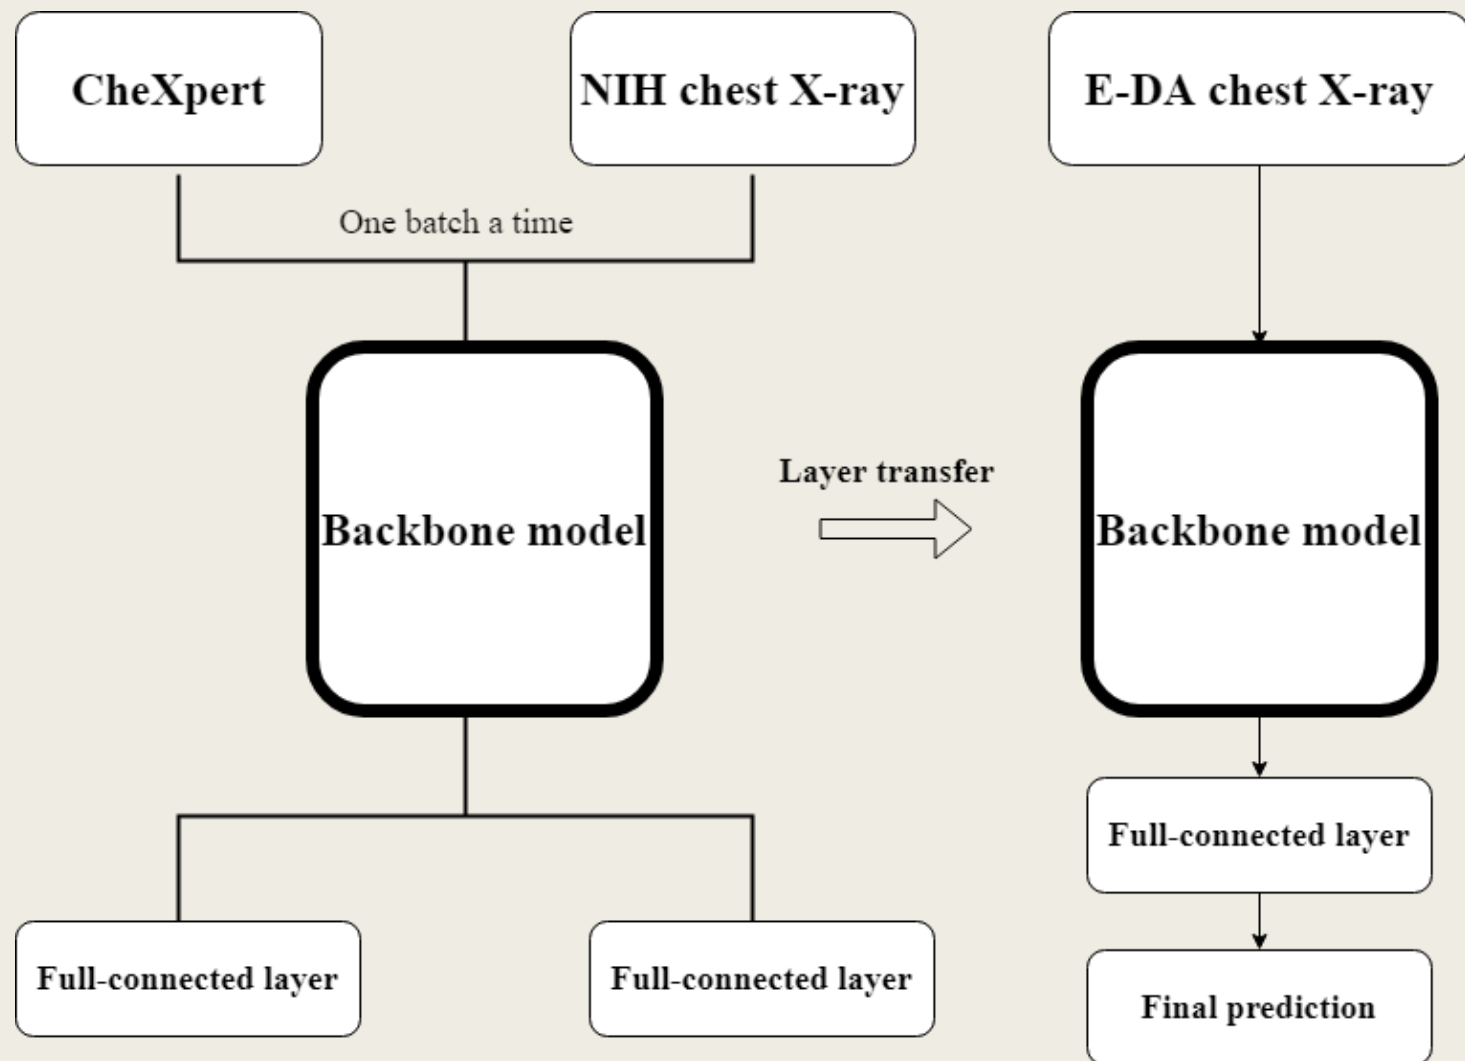 CheXpert
NIH chest X-ray
E-DA chest X-ray
One batch a time
Backbone model
Layer transfer
Backbone model
Full-connected layer
Full-connected layer
Full-connected layer
Final prediction